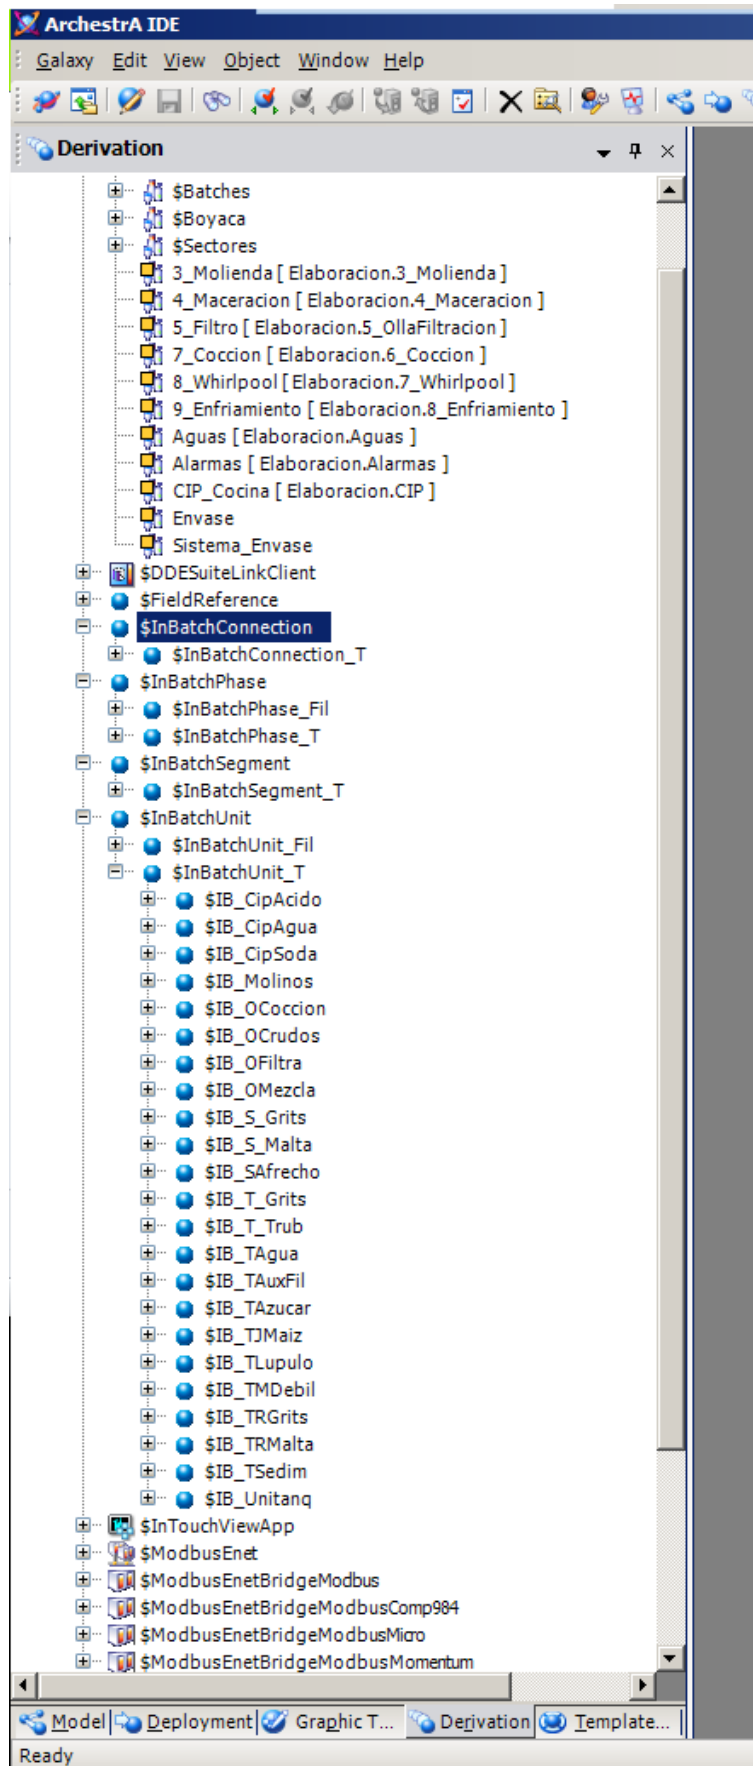 ArchestrA IDE
Galaxy Edit View Object Window Help
Derivation
$Batches
$Boyaca
$Sectores
3_Molienda [ Elaboracion.3_Molienda ]
4_Maceracion [ Elaboracion.4_Maceracion ]
5_Filtro [ Elaboracion.5_OllaFiltracion ]
7_Coccion [ Elaboracion.6_Coccion ]
8_Whirlpool [ Elaboracion.7_Whirlpool ]
9_Enfriamiento [ Elaboracion.8_Enfriamiento ]
Aguas [ Elaboracion.Aguas ]
Alarmas [ Elaboracion.Alarmas ]
CIP_Cocina [ Elaboracion.CIP ]
Envase
Sistema_Envase
$DDESuiteLinkClient
$FieldReference
$InBatchConnection
$InBatchConnection_T
$InBatchPhase
$InBatchPhase_Fil
$InBatchPhase_T
$InBatchSegment
$InBatchSegment_T
$InBatchUnit
$InBatchUnit_Fil
$InBatchUnit_T
$IB_CipAcido
$IB_CipAgua
$IB_CipSoda
$IB_Molinos
$IB_OCoccion
$IB_OCrudos
$IB_OFiltra
$IB_OMezcla
$IB_S_Grits
$IB_S_Malta
$IB_SAfrecho
$IB_T_Grits
$IB_T_Trub
$IB_TAgua
$IB_TAuxFil
$IB_TAzucar
$IB_TJMaiz
$IB_TLupulo
$IB_TMDebil
$IB_TRGrits
$IB_TRMalta
$IB_TSedim
$IB_Unitanq
$InTouchViewApp
$ModbusEnet
$ModbusEnetBridgeModbus
$ModbusEnetBridgeModbusComp984
$ModbusEnetBridgeModbusMicro
$ModbusEnetBridgeModbusMomentum
Model Deployment Graphic T... Derivation Template...
Ready